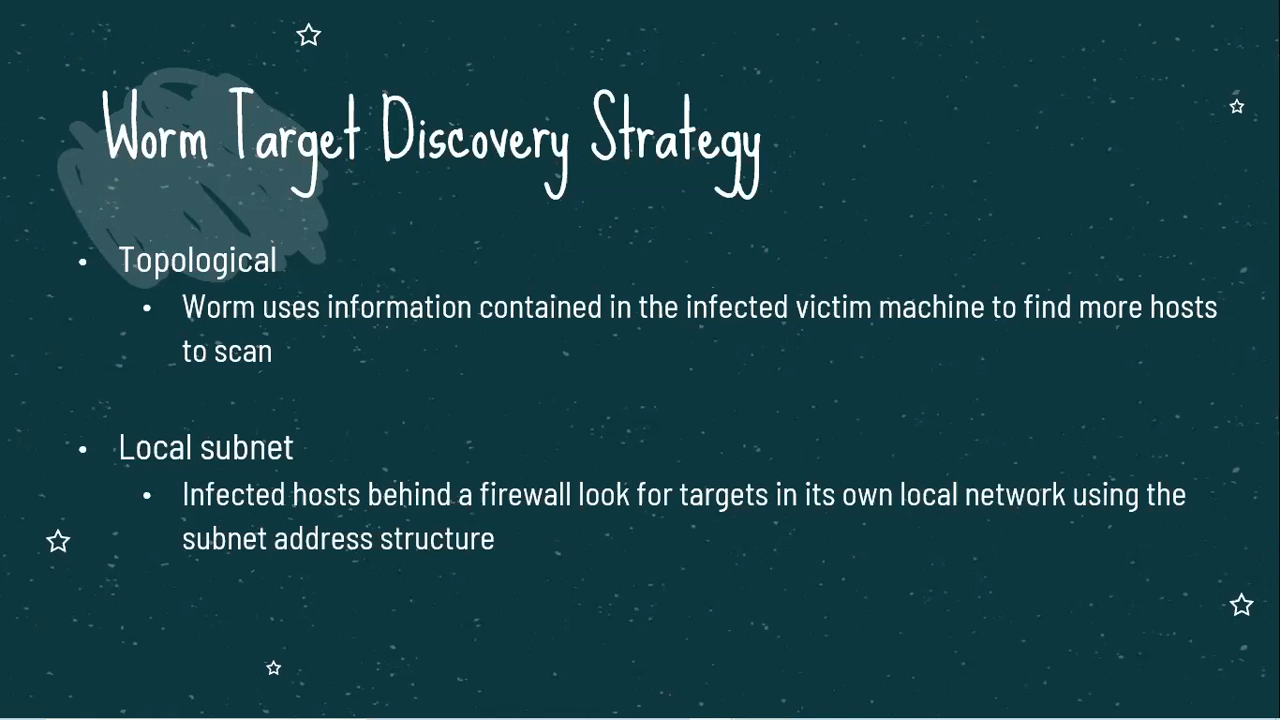 Worm Target Discovery Strategy
• Topological
• Worm uses information contained in the infected victim machine to find more hosts
to scan
• Local subnet
• Infected hosts behind a firewall look for targets in its own local network using the
subnet address structure